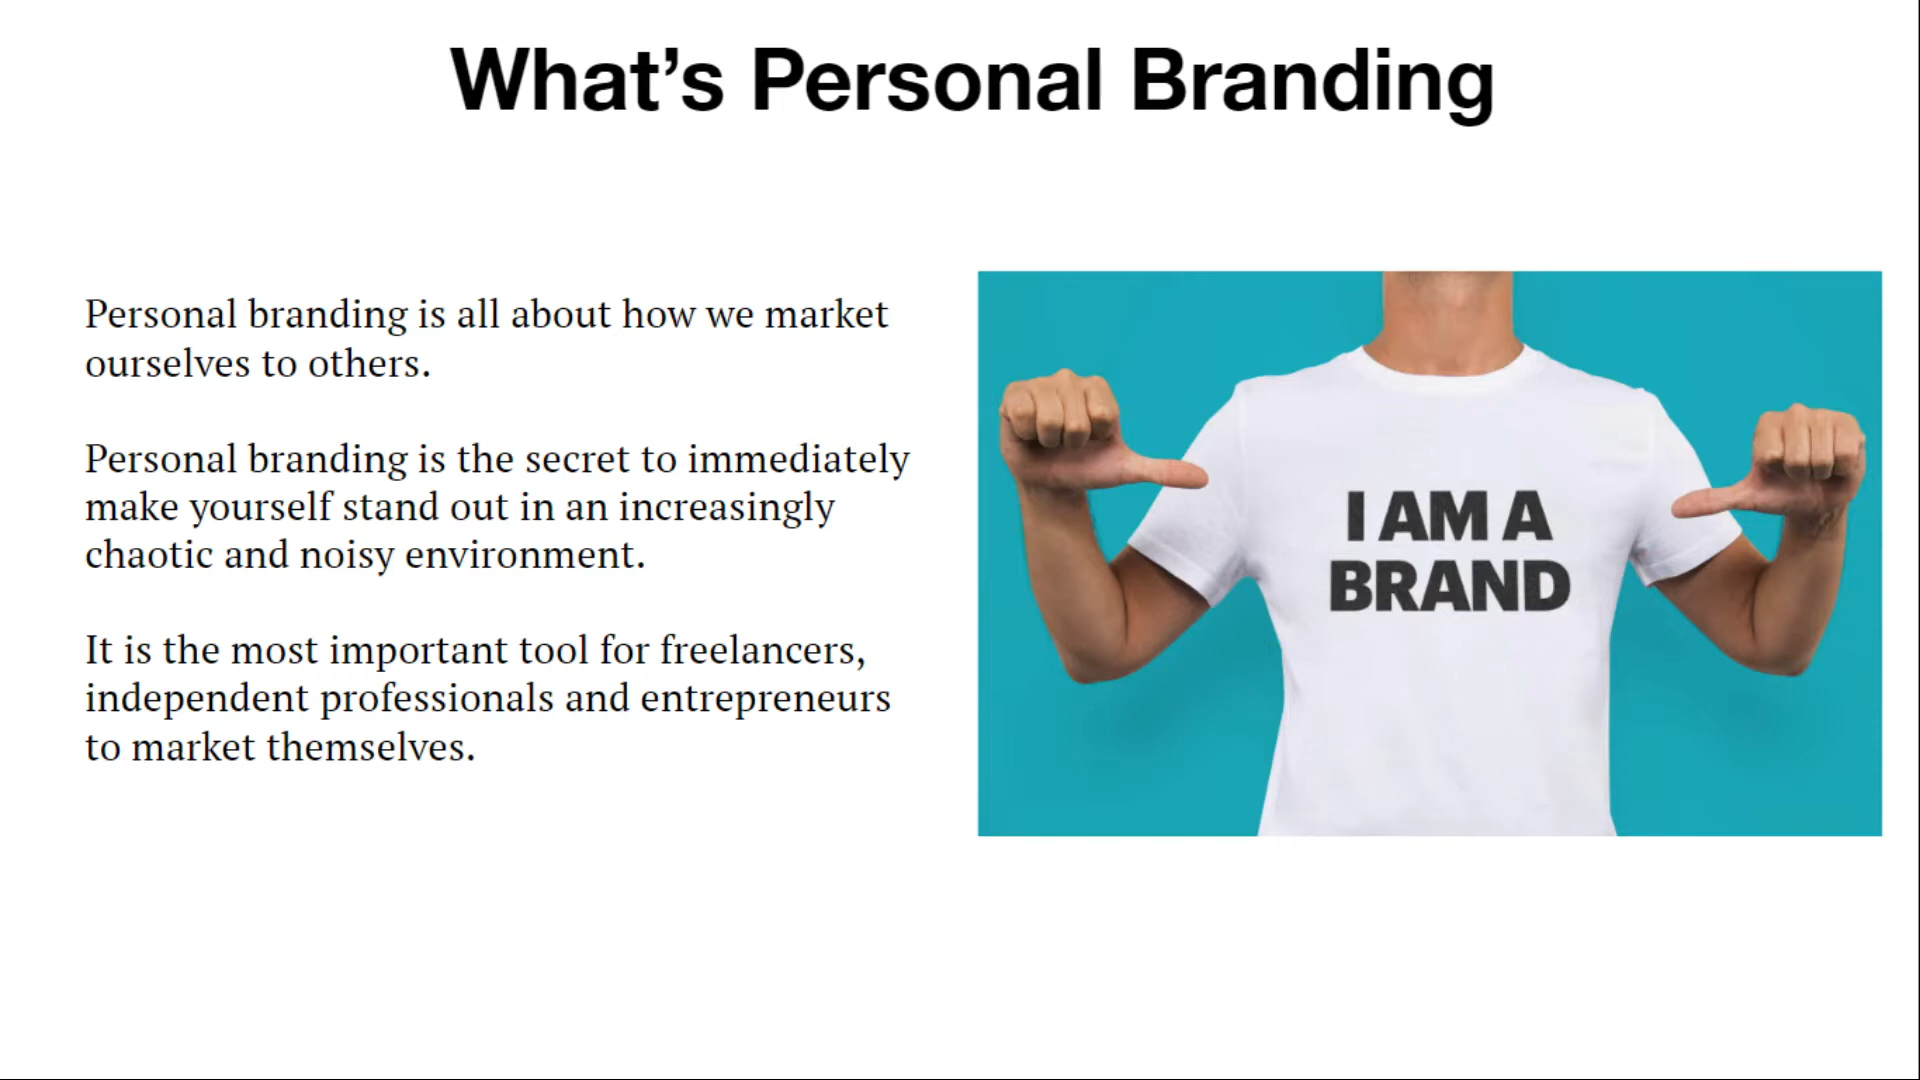 What’s Personal Branding
Personal branding is all about how we market
ourselves to others.
Personal branding is the secret to immediately
make yourself stand out in an increasingly
chaotic and noisy environment.
It is the most important tool for freelancers,
independent professionals and entrepreneurs
to market themselves.
I AM A
BRAND